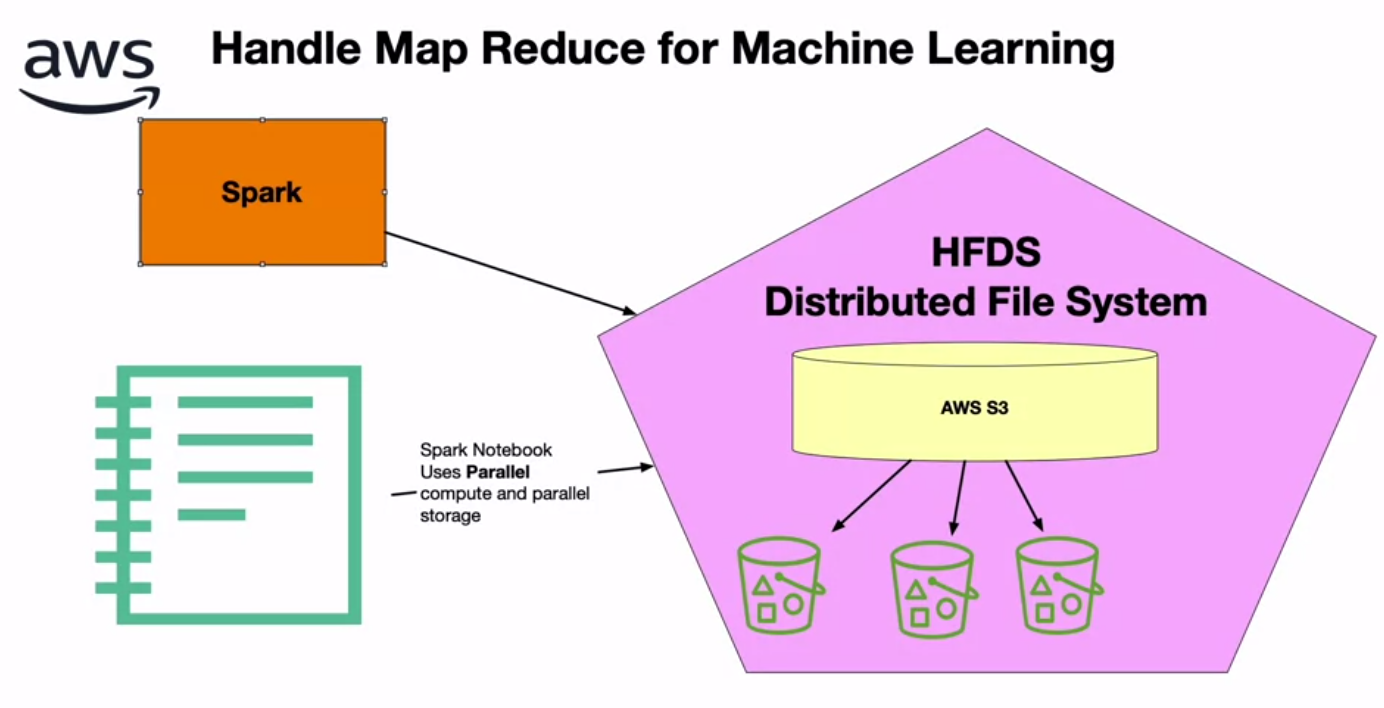 aws
Handle Map Reduce for Machine Learning
Spark
HFDS
Distributed File System
AWS S3
Spark Notebook
Uses Parallel
compute and parallel
storage